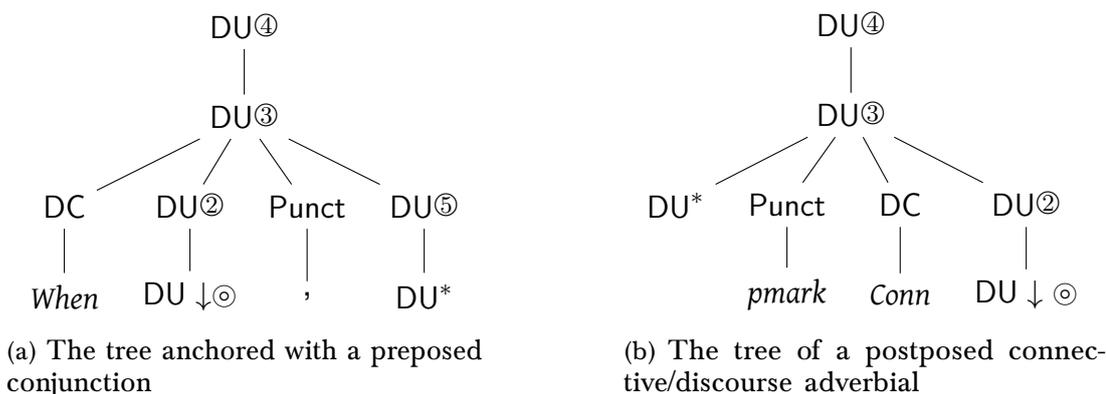 DU④ DU④
DU③ DU③
DC DU② Punct DU⑤ DU* Punct DC DU②
When DU ↓◎ , DU* pmark Conn DU ↓ ◎
(a) The tree anchored with a preposed
conjunction
(b) The tree of a postposed connec-
tive/discourse adverbial